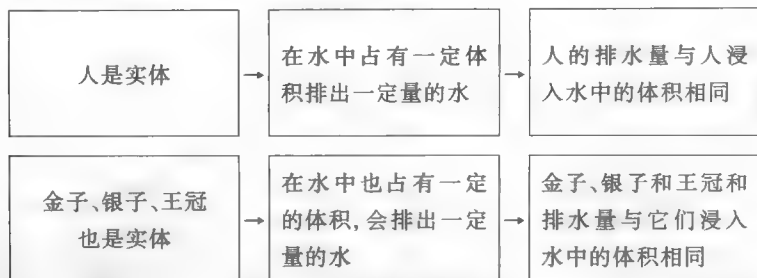 人是实体
在水中占有一定体
积排出一定量的水
人的排水量与人浸
入水中的体积相同
金子、银子、王冠
也是实体
在水中也占有一定
的体积,会排出一定
量的水
金子、银子和王冠和
排水量与它们浸入
水中的体积相同